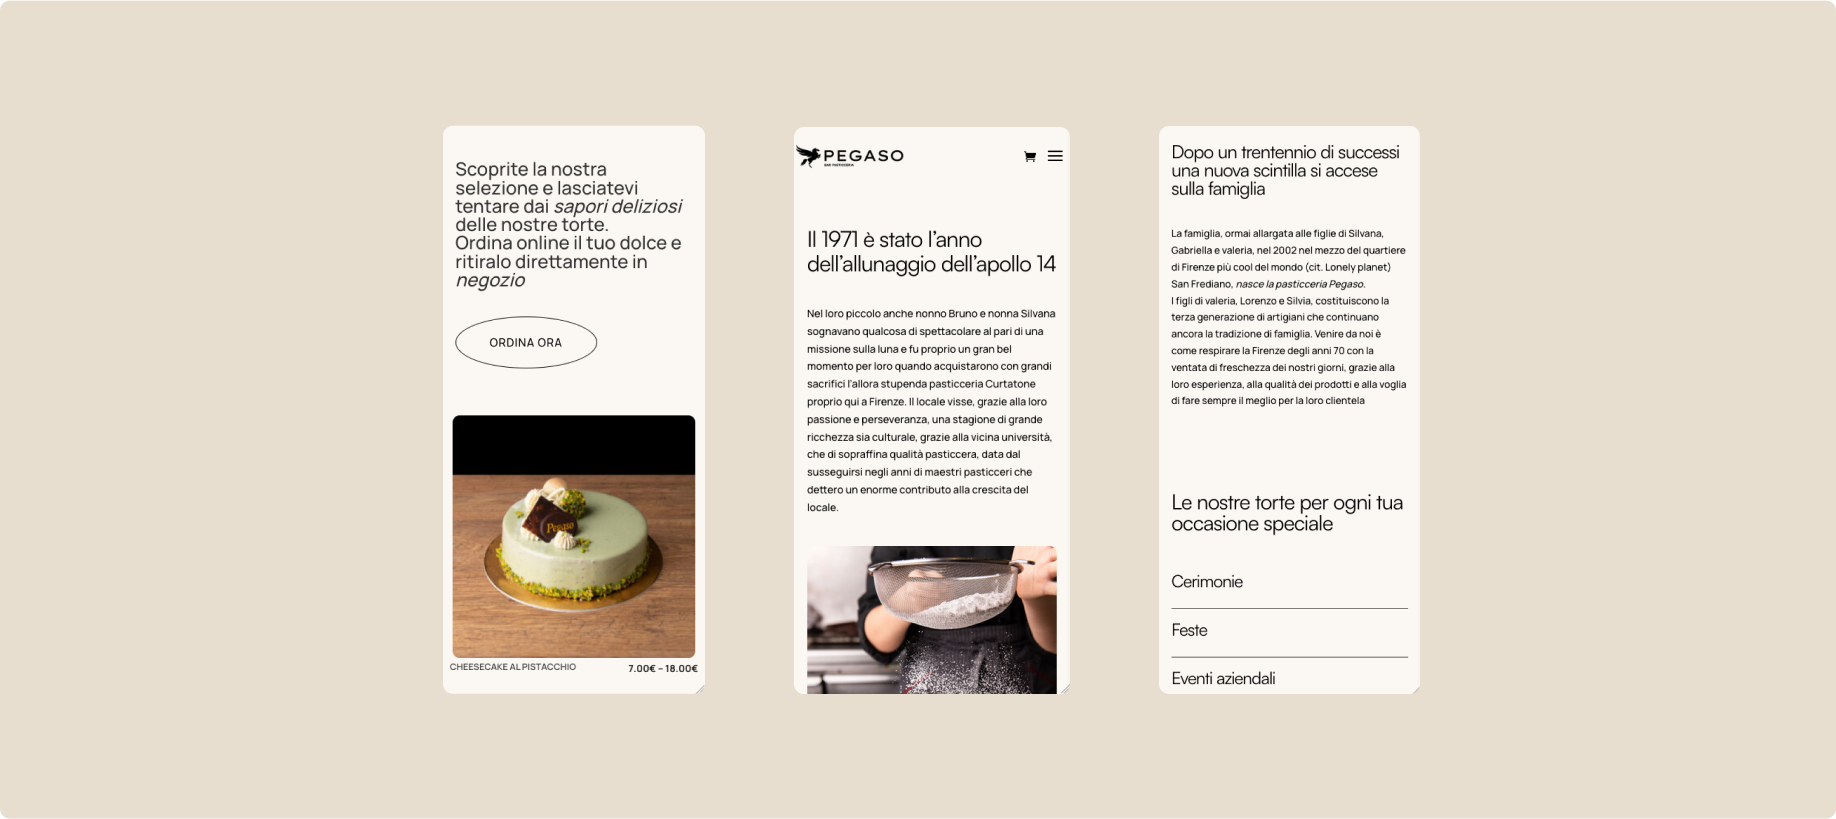 Scoprite la nostra
selezione e lasciatevi
tentare dai sapori deliziosi
delle nostre torte.
Ordina online il tuo dolce e
ritiralo direttamente in
negozio
ORDINA ORA
Pegaso
CHEESECAKE AL PISTACCHIO
7.00€ – 18.00€
PEGASO
BAR PASTICCERIA
Il 1971 è stato l’anno
dell’allunaggio dell’apollo 14
Nel loro piccolo anche nonno Bruno e nonna Silvana
sognavano qualcosa di spettacolare al pari di una
missione sulla luna e fu proprio un gran bel
momento per loro quando acquistarono con grandi
sacrifici l’allora stupenda pasticceria Curtatone
proprio qui a Firenze. Il locale visse, grazie alla loro
passione e perseveranza, una stagione di grande
ricchezza sia culturale, grazie alla vicina università,
che di sopraffina qualità pasticcera, data dal
susseguirsi negli anni di maestri pasticceri che
dettero un enorme contributo alla crescita del
locale.
Dopo un trentennio di successi
una nuova scintilla si accese
sulla famiglia
La famiglia, ormai allargata alle figlie di Silvana,
Gabriella e valeria, nel 2002 nel mezzo del quartiere
di Firenze più cool del mondo (cit. Lonely planet)
San Frediano, nasce la pasticceria Pegaso.
I figli di valeria, Lorenzo e Silvia, costituiscono la
terza generazione di artigiani che continuano
ancora la tradizione di famiglia. Venire da noi è
come respirare la Firenze degli anni 70 con la
ventata di freschezza dei nostri giorni, grazie alla
loro esperienza, alla qualità dei prodotti e alla voglia
di fare sempre il meglio per la loro clientela
Le nostre torte per ogni tua
occasione speciale
Cerimonie
Feste
Eventi aziendali